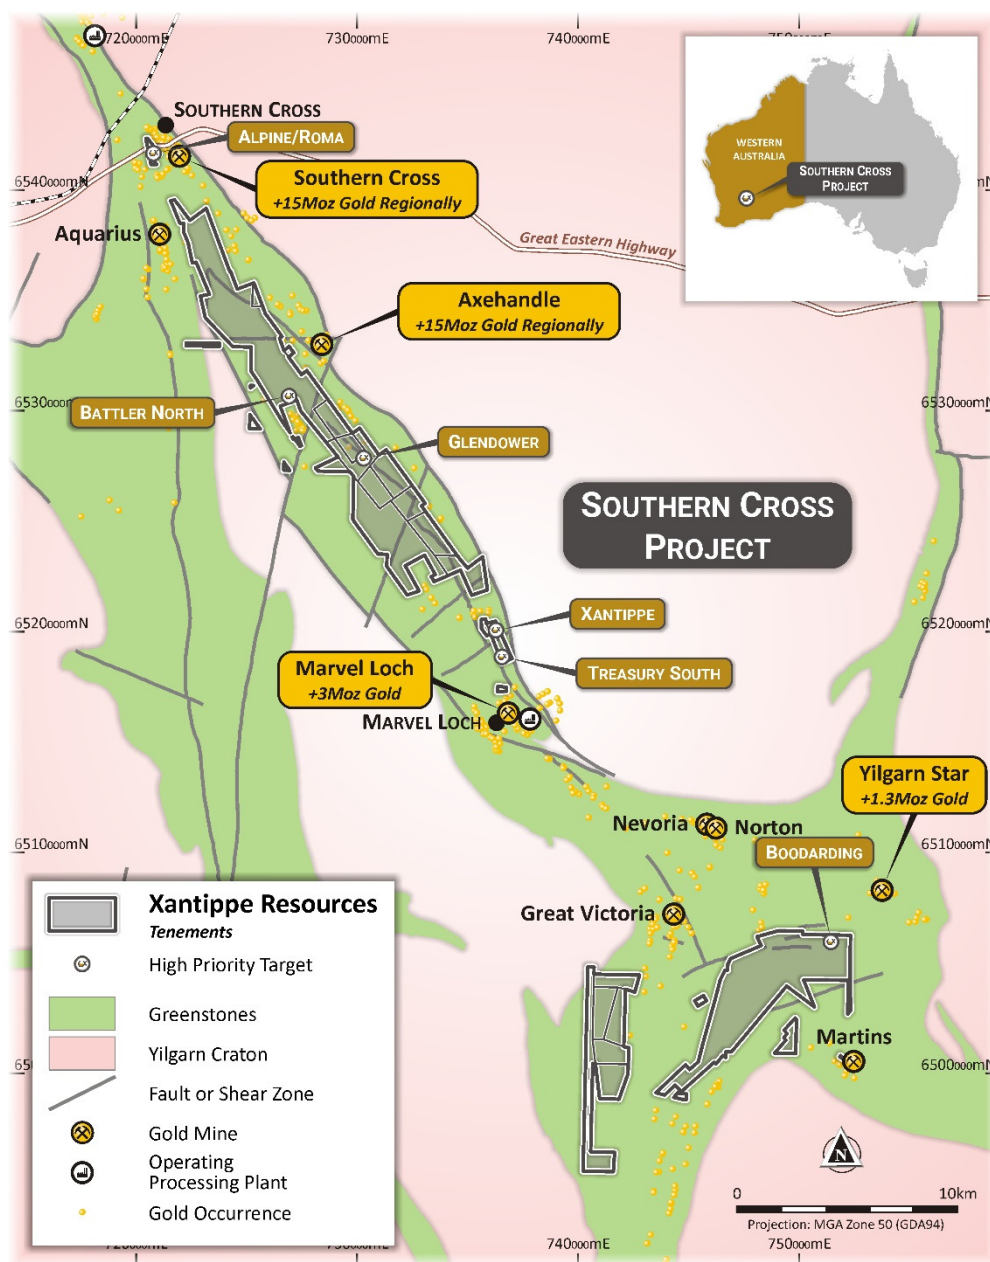 720000mE
730000mE
740000mE
SOUTHERN CROSS
ALPINE/ROMA
Southern Cross
+15Moz Gold Regionally
6540000mN
Aquarius
Great Eastern Highway
WESTERN
AUSTRALIA
SOUTHERN CROSS
PROJECT
Axehandle
+15Moz Gold Regionally
BATTLER NORTH
6530000mN
GLENDOWER
SOUTHERN CROSS
PROJECT
XANTIPPE
6520000mN
6520000mN
TREASURY SOUTH
Marvel Loch
+3Moz Gold
MARVEL LOCH
Yilgarn Star
+1.3Moz Gold
Nevoria
Norton
6510000mN
6510000mN
BOODARDING
Great Victoria
Martins
6500000mN
Xantippe Resources
Tenements
High Priority Target
Greenstones
Yilgarn Craton
Fault or Shear Zone
Gold Mine
Operating
Processing Plant
Gold Occurrence
N
0
10km
Projection: MGA Zone 50 (GDA94)
740000mE
750000mE